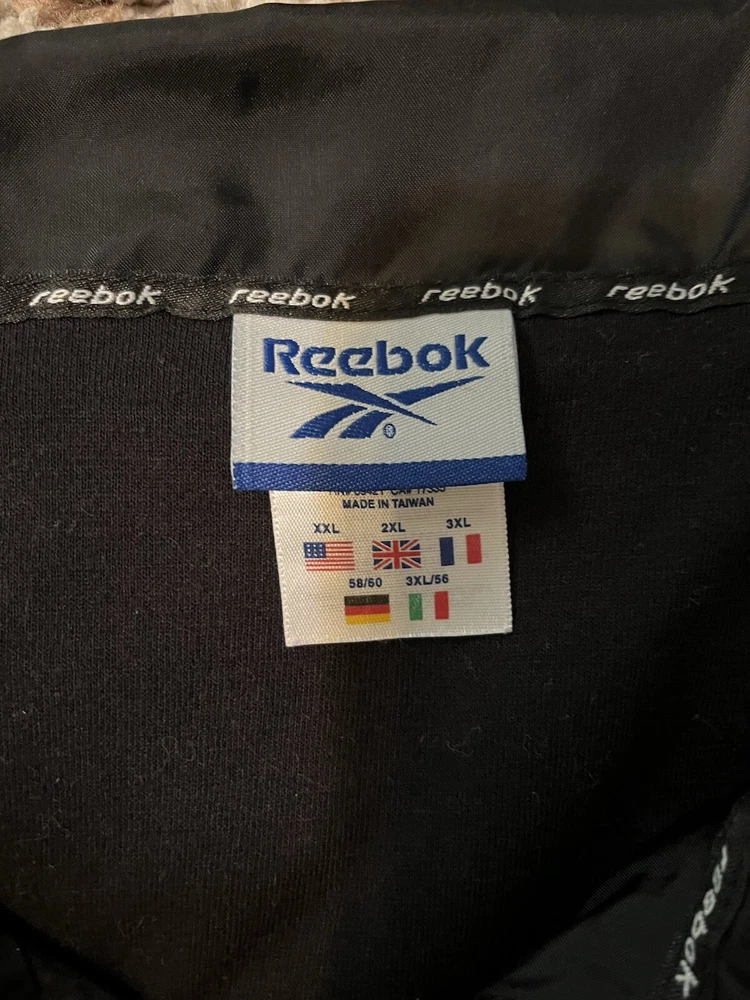 reebok reebok reebok reebok
Reebok
®
MADE IN TAIWAN
XXL 2XL 3XL
58/60 3XL/56
reebok